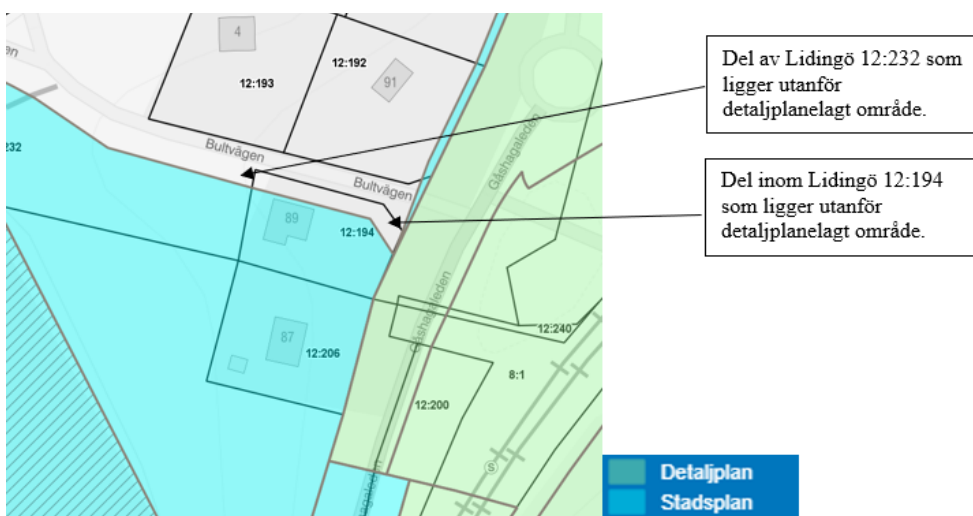 4
12:193
12:192
91
en
Bultvägen
Bultvägen
Gåshagaleden
232
89
12:194
87
12:206
Gåshagaleden
12:240
8:1
12:200
S
agaleden
Del av Lidingö 12:232 som
ligger utanför
detaljplanelagt område.
Del inom Lidingö 12:194
som ligger utanför
detaljplanelagt område.
Detaljplan
Stadsplan